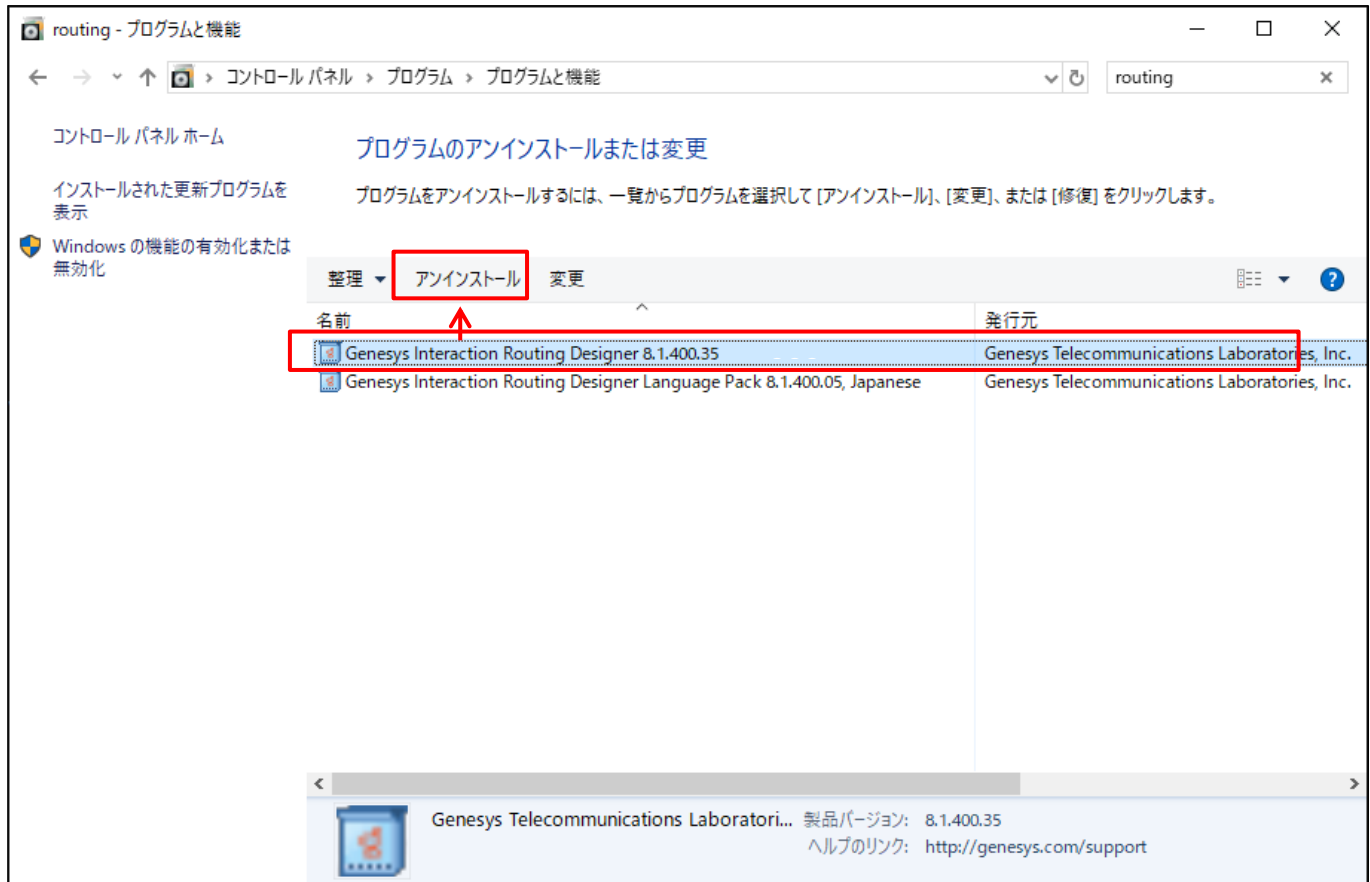 routing - プログラムと機能
コントロール パネル › プログラム › プログラムと機能
routing
コントロール パネル ホーム
インストールされた更新プログラムを
表示
Windows の機能の有効化または
無効化
プログラムのアンインストールまたは変更
プログラムをアンインストールするには、一覧からプログラムを選択して [アンインストール]、[変更]、または [修復] をクリックします。
整理 アンインストール 変更
名前 発行元
Genesys Interaction Routing Designer 8.1.400.35 Genesys Telecommunications Laboratories, Inc.
Genesys Interaction Routing Designer Language Pack 8.1.400.05, Japanese Genesys Telecommunications Laboratories, Inc.
Genesys Telecommunications Laboratori... 製品バージョン: 8.1.400.35
ヘルプのリンク: http://genesys.com/support